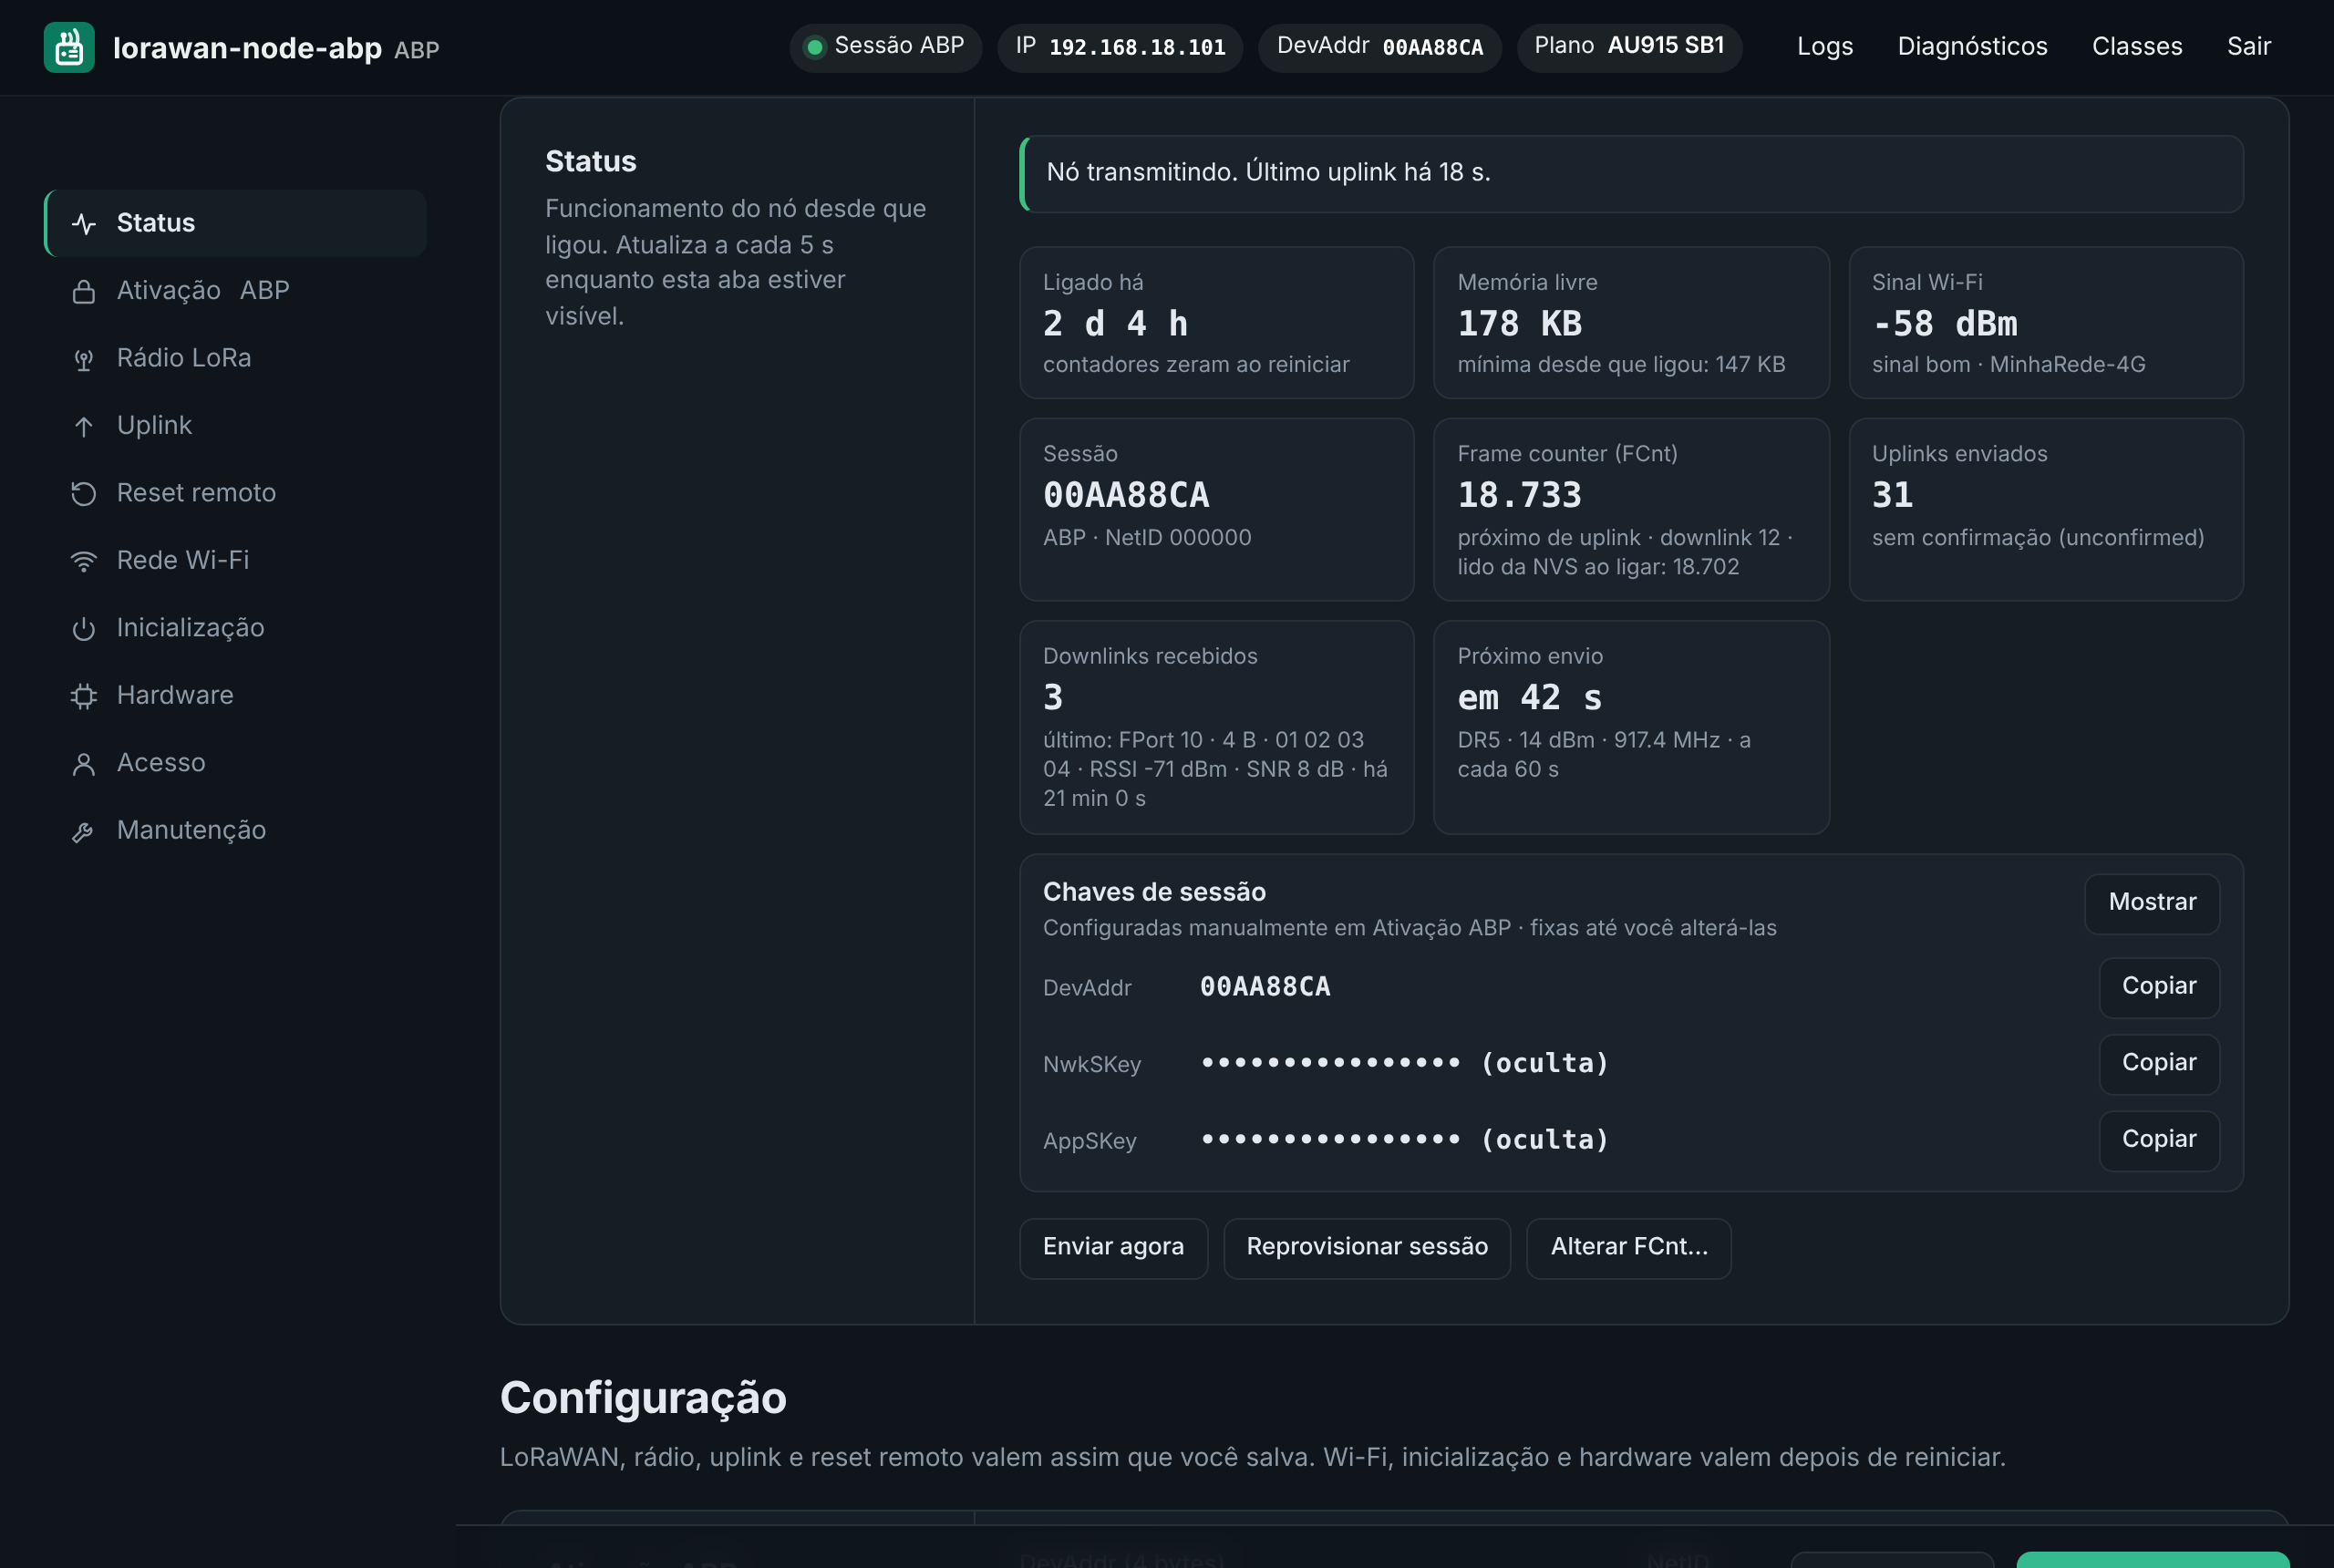 lorawan-node-abp ABP
Sessão ABP
IP 192.168.18.101
DevAddr 00AA88CA
Plano AU915 SB1
Logs
Diagnósticos
Classes
Sair
Status
Ativação ABP
Rádio LoRa
Uplink
Reset remoto
Rede Wi-Fi
Inicialização
Hardware
Acesso
Manutenção
Status
Funcionamento do nó desde que
ligou. Atualiza a cada 5 s
enquanto esta aba estiver
visível.
Nó transmitindo. Último uplink há 18 s.
Ligado há
2 d 4 h
contadores zeram ao reiniciar
Memória livre
178 KB
mínima desde que ligou: 147 KB
Sinal Wi-Fi
-58 dBm
sinal bom · MinhaRede-4G
Sessão
00AA88CA
ABP · NetID 000000
Frame counter (FCnt)
18.733
próximo de uplink · downlink 12 ·
lido da NVS ao ligar: 18.702
Uplinks enviados
31
sem confirmação (unconfirmed)
Downlinks recebidos
3
último: FPort 10 · 4 B · 01 02 03
04 · RSSI -71 dBm · SNR 8 dB · há
21 min 0 s
Próximo envio
em 42 s
DR5 · 14 dBm · 917.4 MHz · a
cada 60 s
Chaves de sessão
Configuradas manualmente em Ativação ABP · fixas até você alterá-las
Mostrar
DevAddr 00AA88CA Copiar
NwkSKey •••••••••••••••• (oculta) Copiar
AppSKey •••••••••••••••• (oculta) Copiar
Enviar agora
Reprovisionar sessão
Alterar FCnt...
Configuração
LoRaWAN, rádio, uplink e reset remoto valem assim que você salva. Wi-Fi, inicialização e hardware valem depois de reiniciar.